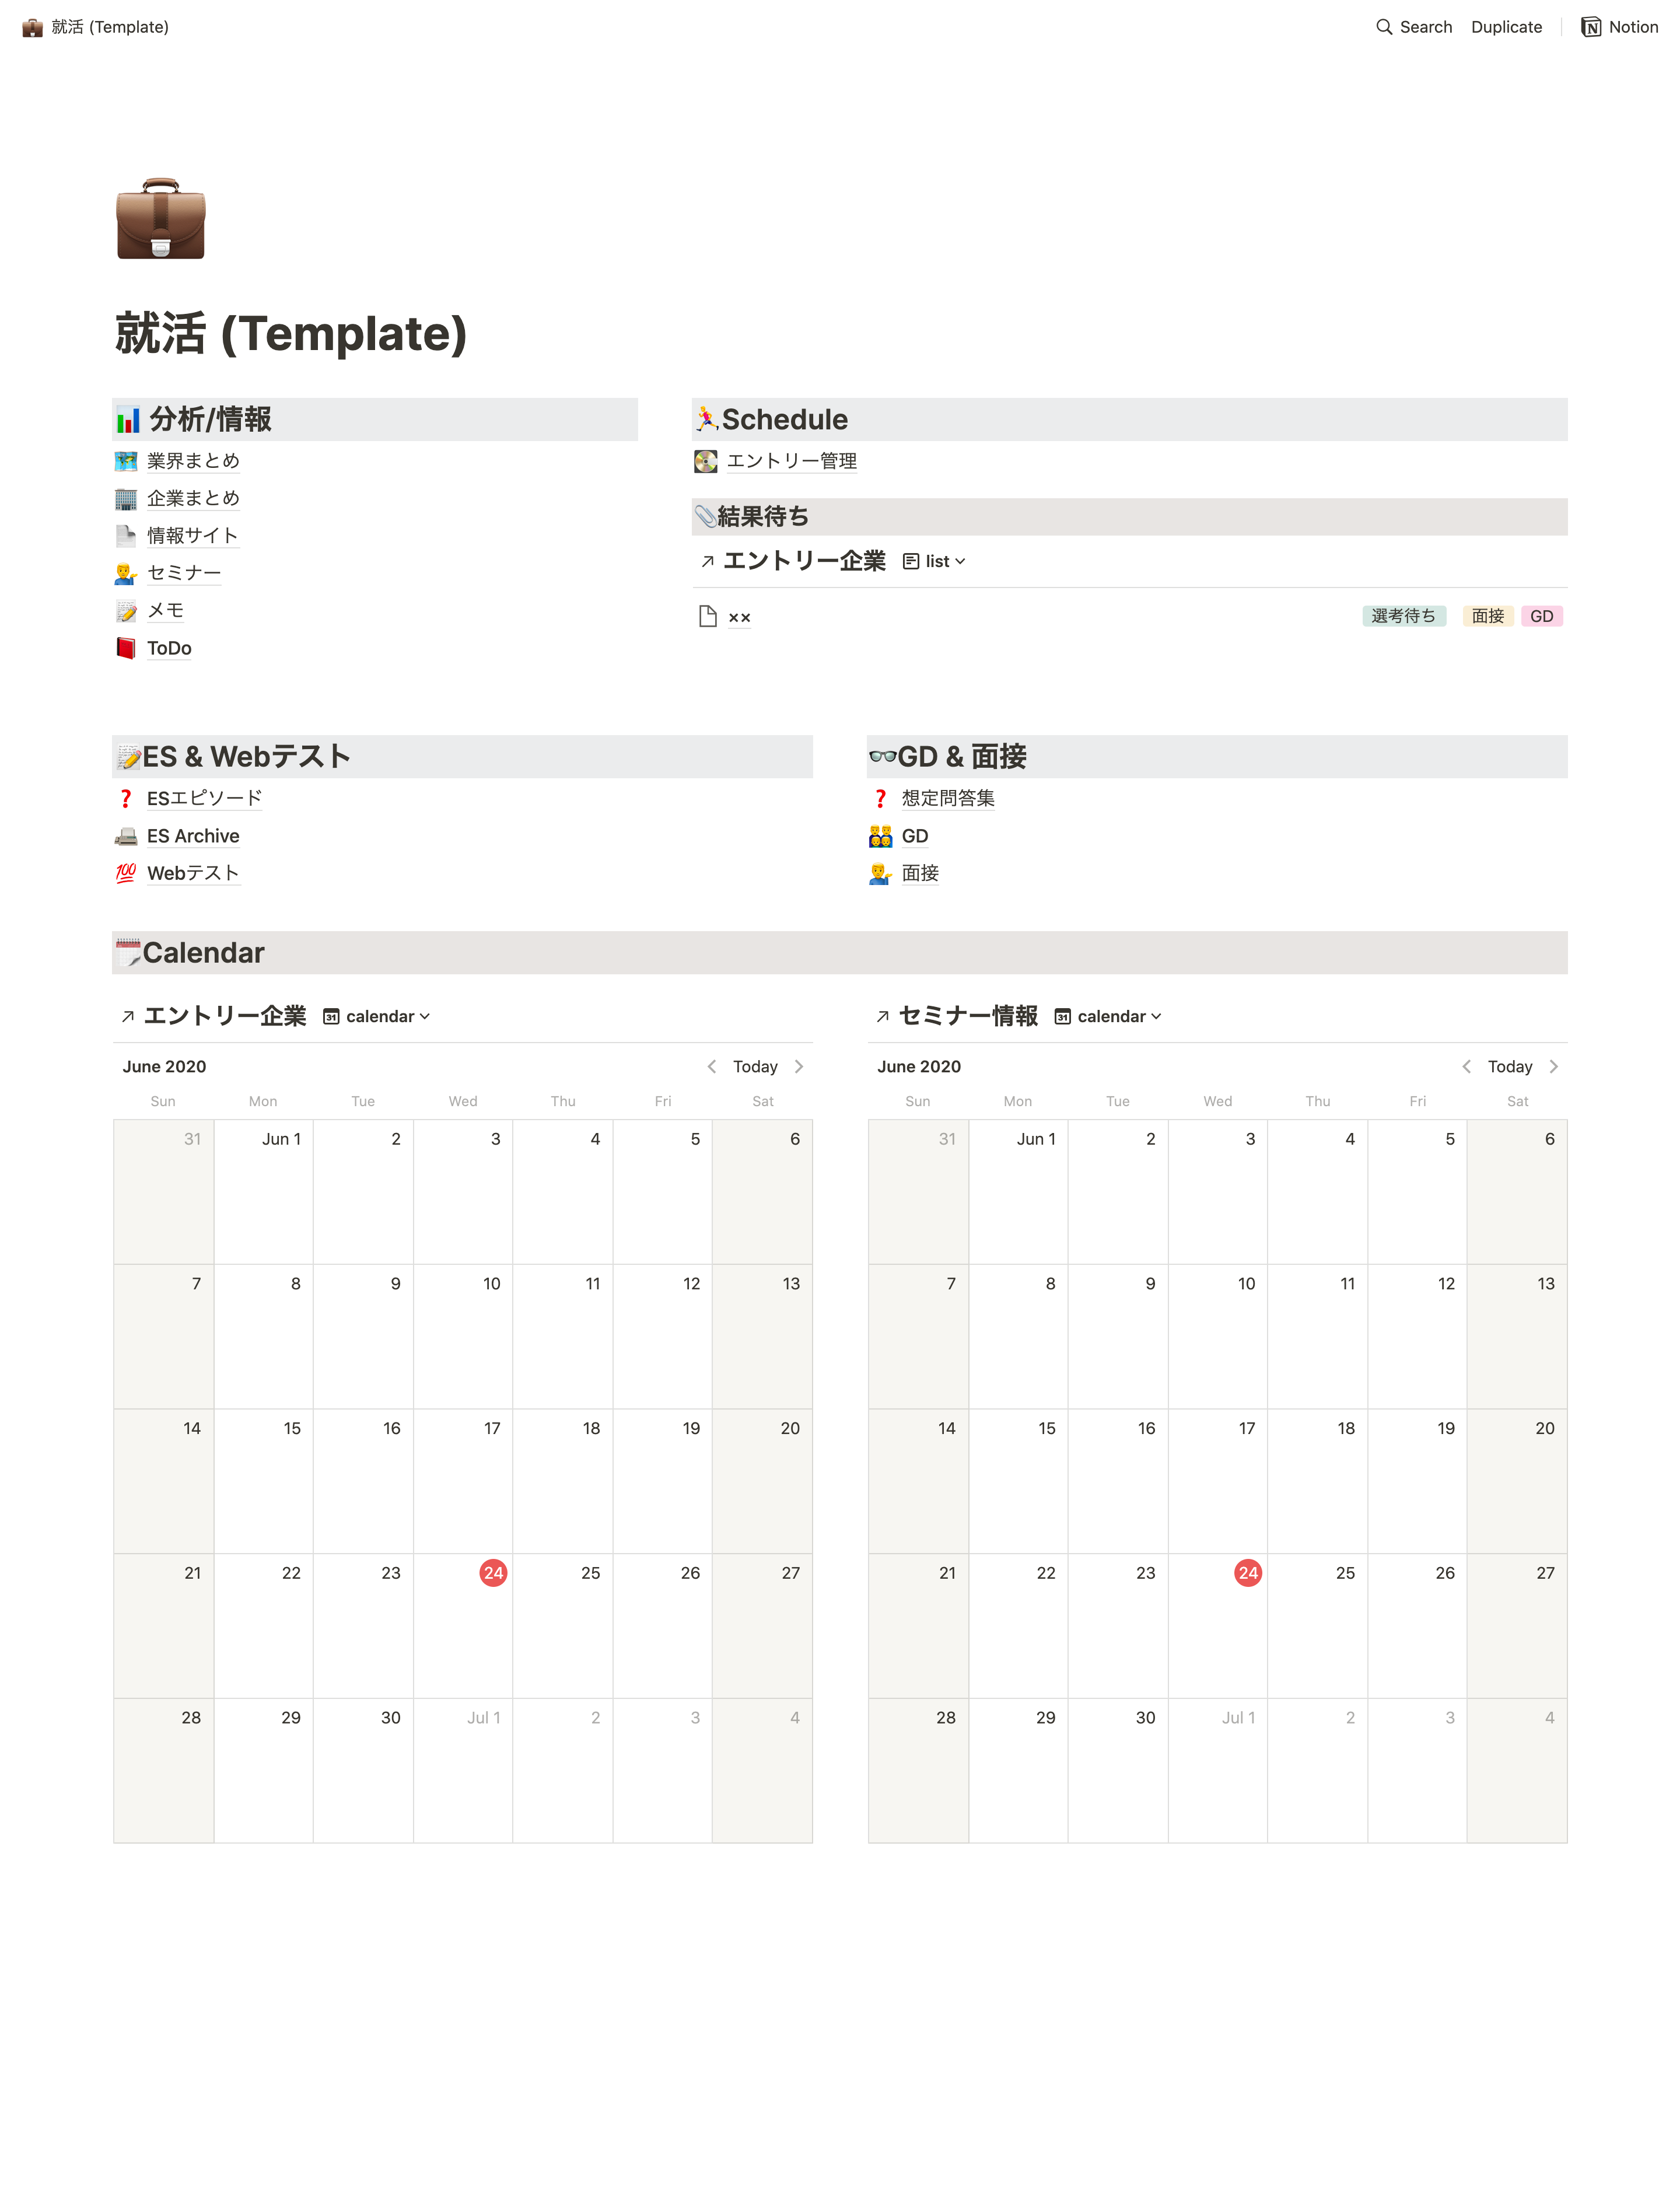 就活 (Template)
Search Duplicate Notion
就活 (Template)
分析/情報
業界まとめ
企業まとめ
情報サイト
セミナー
メモ
ToDo
Schedule
エントリー管理
結果待ち
エントリー企業 list
×× 選考待ち 面接 GD
ES & Webテスト
ESエピソード
ES Archive
Webテスト
GD & 面接
想定問答集
GD
面接
Calendar
エントリー企業 calendar
June 2020 Today
Sun Mon Tue Wed Thu Fri Sat
31 Jun 1 2 3 4 5 6
7 8 9 10 11 12 13
14 15 16 17 18 19 20
21 22 23 24 25 26 27
28 29 30 Jul 1 2 3 4
セミナー情報 calendar
June 2020 Today
Sun Mon Tue Wed Thu Fri Sat
31 Jun 1 2 3 4 5 6
7 8 9 10 11 12 13
14 15 16 17 18 19 20
21 22 23 24 25 26 27
28 29 30 Jul 1 2 3 4